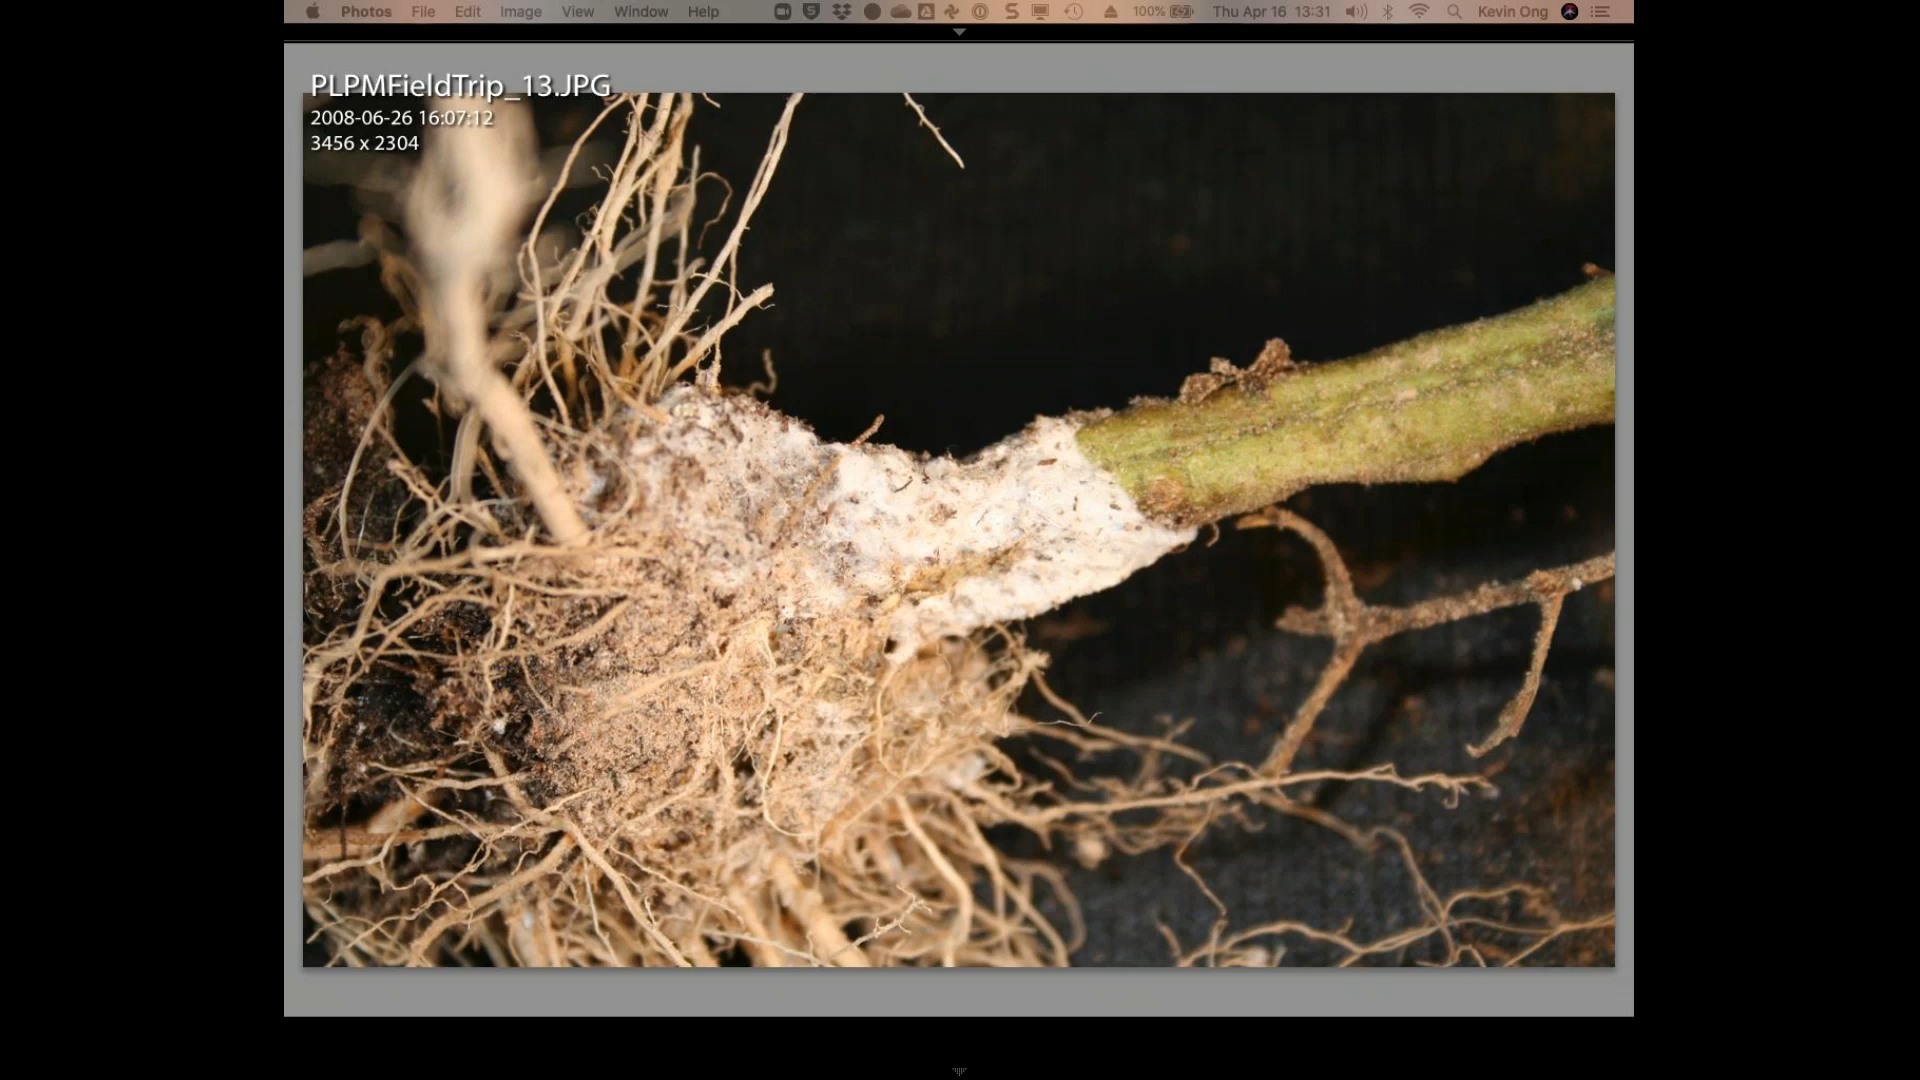 Photos File Edit Image View Window Help 100% Thu Apr 16 13:31 Kevin Ong
PLPMFieldTrip_13.JPG
2008-06-26 16:07:12
3456 x 2304